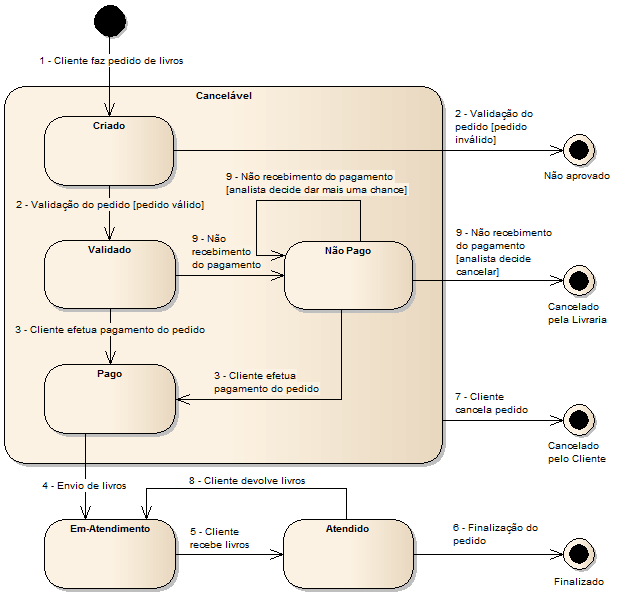 1 - Cliente faz pedido de livros
Cancelável
Criado
2 - Validação do
pedido [pedido
inválido]
Não aprovado
9 - Não recebimento do pagamento
[analista decide dar mais uma chance]
2 - Validação do pedido [pedido válido]
Validado
9 - Não
recebimento
do pagamento
Não Pago
9 - Não recebimento
do pagamento
[analista decide
cancelar]
Cancelado
pela Livraria
3 - Cliente efetua pagamento do pedido
Pago
3 - Cliente efetua
pagamento do pedido
7 - Cliente
cancela pedido
Cancelado
pelo Cliente
4 - Envio de livros
8 - Cliente devolve livros
Em-Atendimento
5 - Cliente
recebe livros
Atendido
6 - Finalização do
pedido
Finalizado